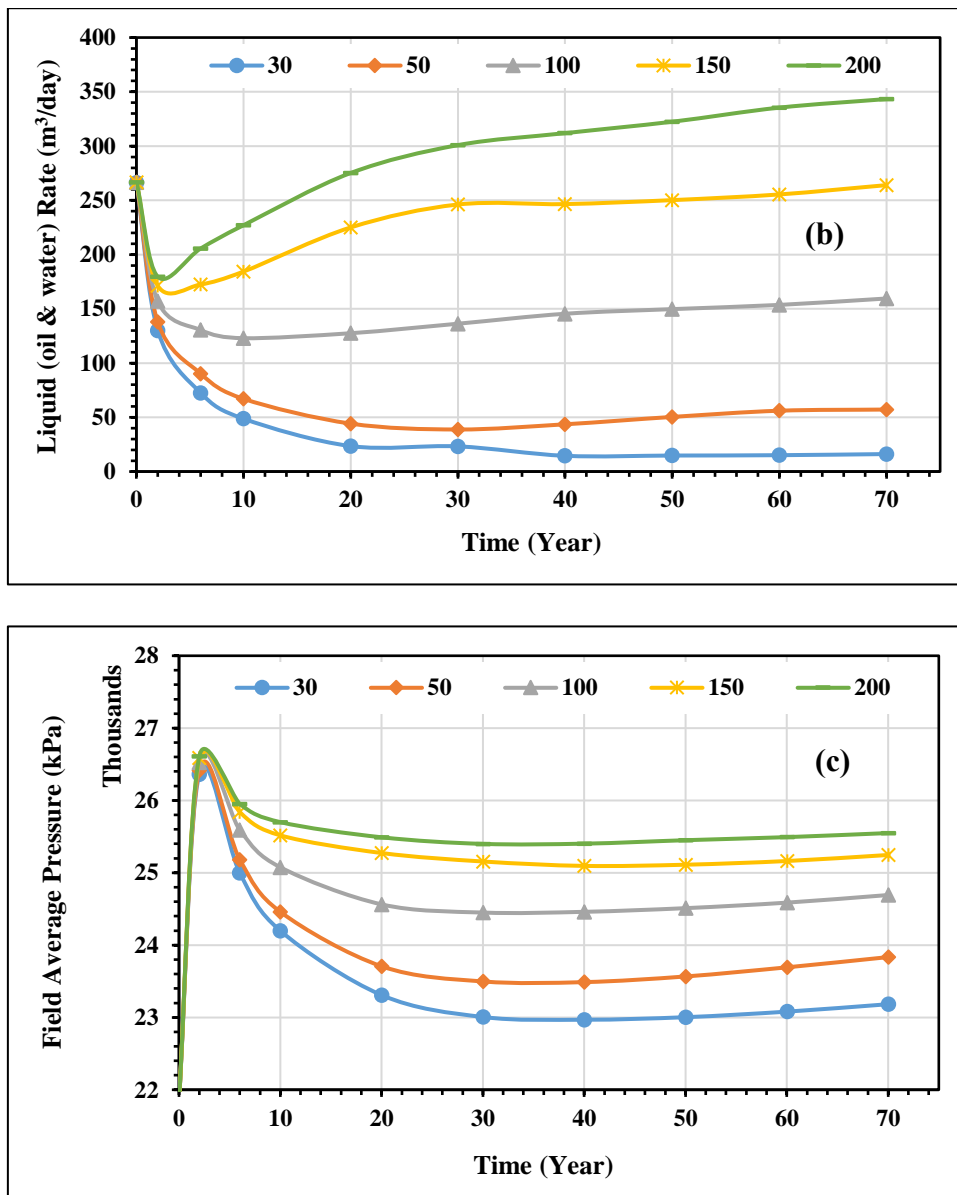 400
350
300
250
200
150
100
50
0
Liquid (oil & water) Rate (m³/day)
30 50 100 150 200
(b)
0 10 20 30 40 50 60 70
Time (Year)
28
27
26
25
24
23
22
Field Average Pressure (kPa)
Thousands
30 50 100 150 200
(c)
0 10 20 30 40 50 60 70
Time (Year)